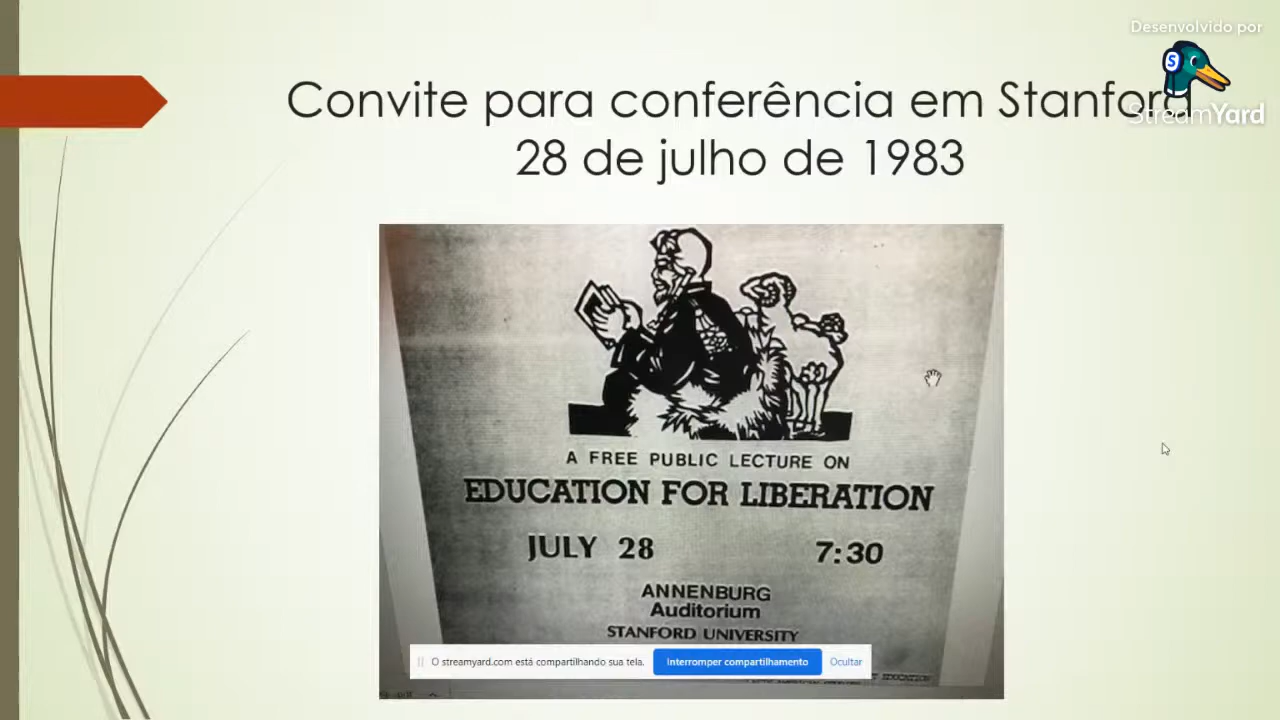 Desenvolvido por
StreamYard
Convite para conferência em Stanford
28 de julho de 1983
A FREE PUBLIC LECTURE ON
EDUCATION FOR LIBERATION
JULY 28 7:30
ANNENBURG
Auditorium
STANFORD UNIVERSITY
O streamyard.com está compartilhando sua tela. Interromper compartilhamento Ocultar
EDUCATION